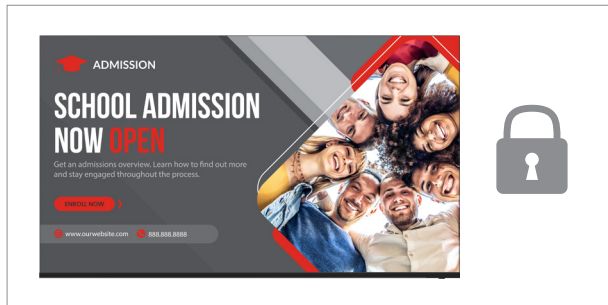 ADMISSION
SCHOOL ADMISSION
NOW OPEN
Get an admissions overview. Learn how to find out more
and stay engaged throughout the process.
ENROLL NOW
www.ourwebsite.com 888.888.8888